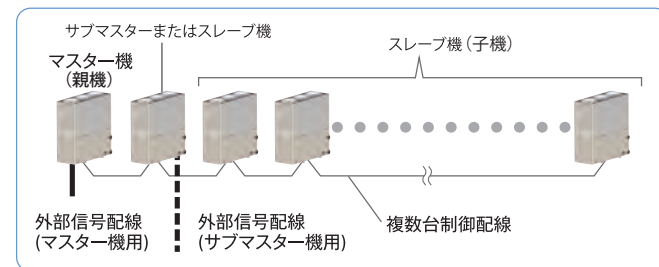 サブマスターまたはスレーブ機
マスター機
(親機)
スレーブ機(子機)
外部信号配線
(マスター機用)
外部信号配線
(サブマスター機用)
複数台制御配線